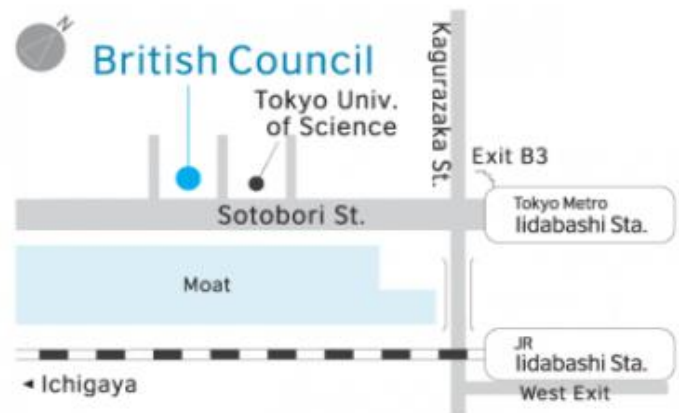 N
British Council
Tokyo Univ.
of Science
Kagurazaka St.
Exit B3
Tokyo Metro
Iidabashi Sta.
Sotobori St.
Moat
JR
Iidabashi Sta.
◄ Ichigaya
West Exit